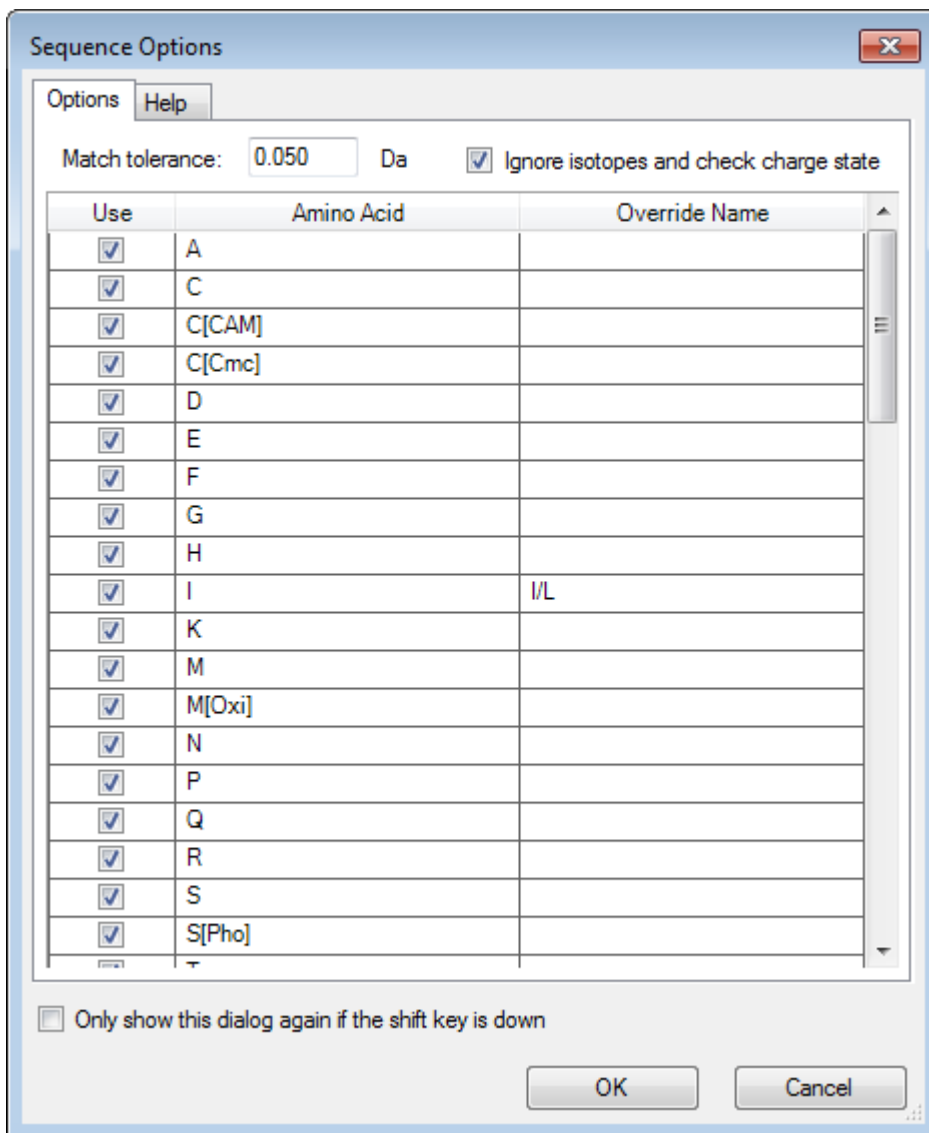 Sequence Options
Options Help
Match tolerance: 0.050 Da Ignore isotopes and check charge state
Use Amino Acid Override Name
A
C
C[CAM]
C[Cmc]
D
E
F
G
H
I I/L
K
M
M[Oxi]
N
P
Q
R
S
S[Pho]
Only show this dialog again if the shift key is down
OK Cancel